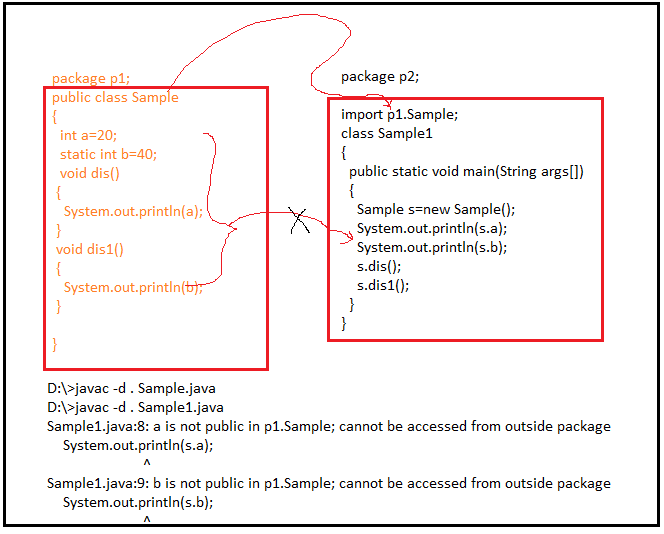 package p1;
public class Sample
{
int a=20;
static int b=40;
void dis()
{
System.out.println(a);
}
void dis1()
{
System.out.println(b);
}
}
package p2;
import p1.Sample;
class Sample1
{
public static void main(String args[])
{
Sample s=new Sample();
System.out.println(s.a);
System.out.println(s.b);
s.dis();
s.dis1();
}
}
D:\>javac -d . Sample.java
D:\>javac -d . Sample1.java
Sample1.java:8: a is not public in p1.Sample; cannot be accessed from outside package
System.out.println(s.a);
^
Sample1.java:9: b is not public in p1.Sample; cannot be accessed from outside package
System.out.println(s.b);
^